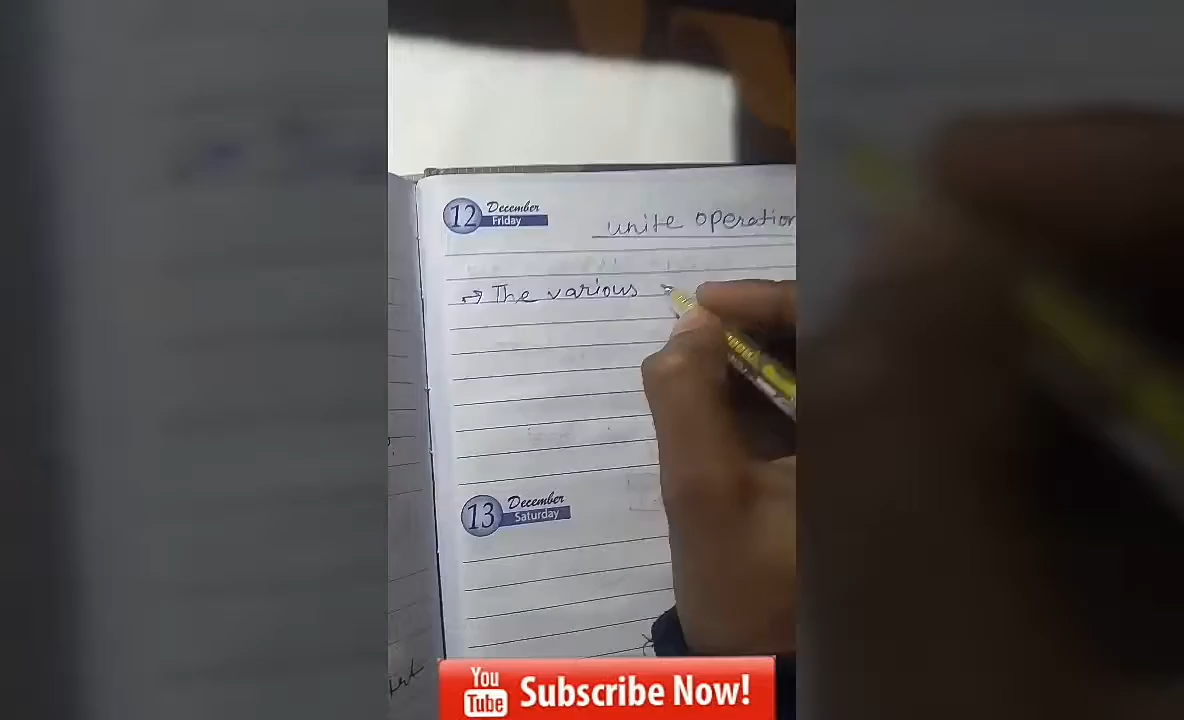 12 December
Friday
unite operation
→ The various
13 December
Saturday
You
Tube
Subscribe Now!